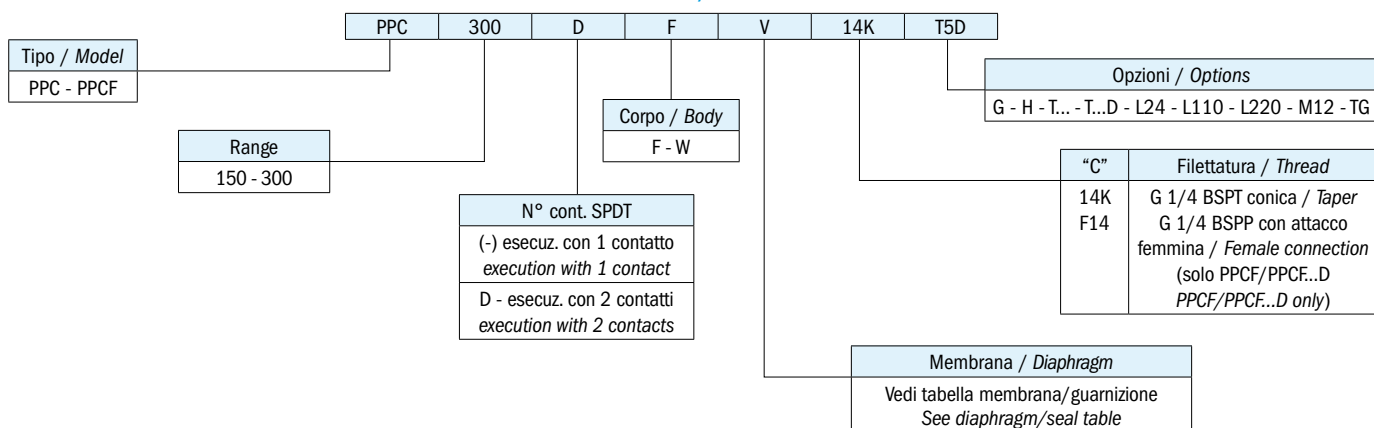 PPC 300 D F V 14K T5D
Tipo / Model
PPC - PPCF
Opzioni / Options
G - H - T... - T...D - L24 - L110 - L220 - M12 - TG
Corpo / Body
F - W
Range
150 - 300
"C" Filettatura / Thread
14K G 1/4 BSPT conica / Taper
F14 G 1/4 BSPP con attacco
femmina / Female connection
(solo PPCF/PPCF...D
PPCF/PPCF...D only)
N° cont. SPDT
(-) esecuz. con 1 contatto
execution with 1 contact
D - esecuz. con 2 contatti
execution with 2 contacts
Membrana / Diaphragm
Vedi tabella membrana/guarnizione
See diaphragm/seal table